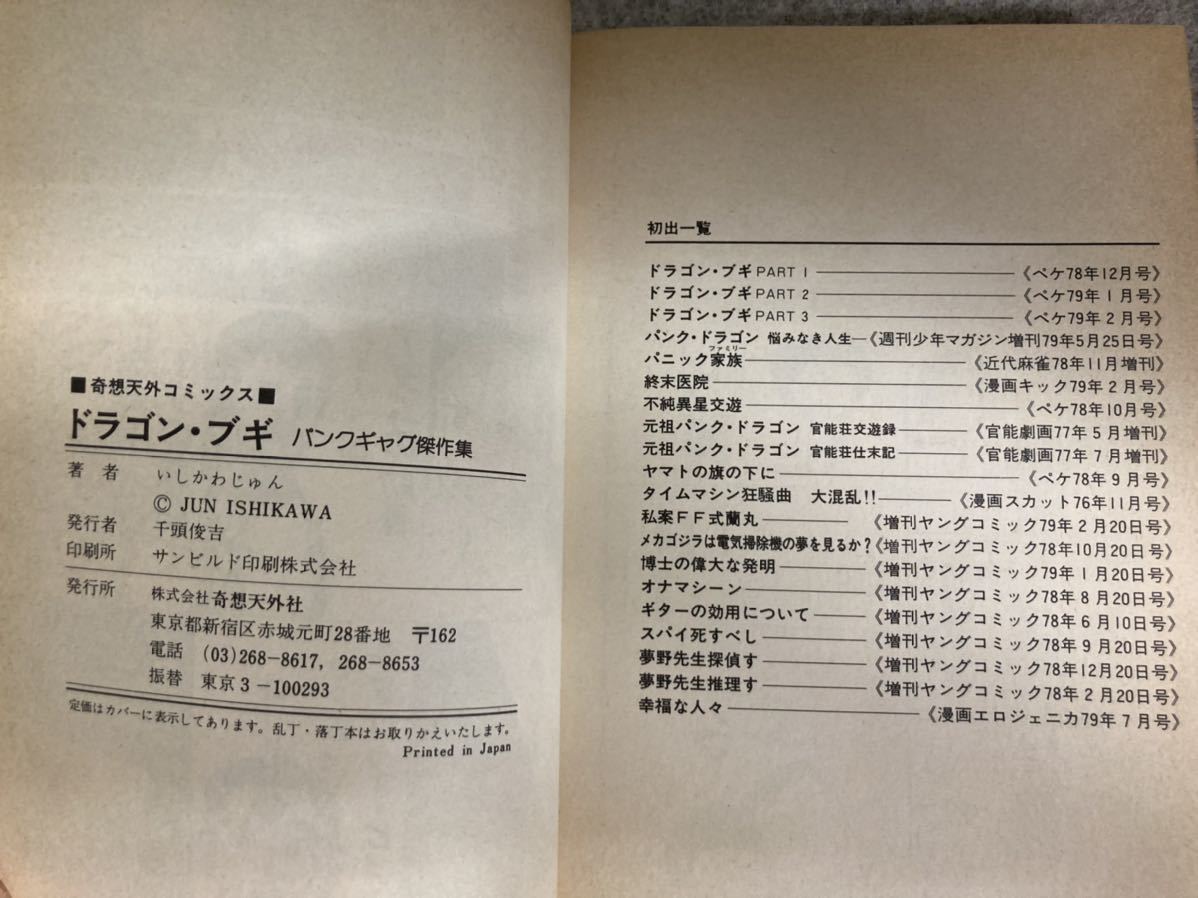 ■奇想天外コミックス■
ドラゴン・ブギ パンクギャグ傑作集
著者 いしかわじゅん
© JUN ISHIKAWA
発行者 千頭俊吉
印刷所 サンビルド印刷株式会社
発行所 株式会社奇想天外社
東京都新宿区赤城元町28番地 〒162
電話 (03)268-8617, 268-8653
振替 東京3-100293
定価はカバーに表示してあります。乱丁・落丁本はお取りかえいたします。
Printed in Japan
初出一覧
ドラゴン・ブギ PART 1 ————《ペケ78年12月号》
ドラゴン・ブギ PART 2 ————《ペケ79年1月号》
ドラゴン・ブギ PART 3 ————《ペケ79年2月号》
パンク・ドラゴン 悩みなき人生—《週刊少年マガジン増刊79年5月25日号》
ファミリー
パニック家族————《近代麻雀78年11月増刊》
終末医院————《漫画キック79年2月号》
不純異星交遊————《ペケ78年10月号》
元祖パンク・ドラゴン 官能荘交遊録————《官能劇画77年5月増刊》
元祖パンク・ドラゴン 官能荘仕末記————《官能劇画77年7月増刊》
ヤマトの旗の下に————《ペケ78年9月号》
タイムマシン狂騒曲 大混乱!!————《漫画スカット76年11月号》
私案FF式蘭丸————《増刊ヤングコミック79年2月20日号》
メカゴジラは電気掃除機の夢を見るか?《増刊ヤングコミック78年10月20日号》
博士の偉大な発明————《増刊ヤングコミック79年1月20日号》
オナマシーン————《増刊ヤングコミック78年8月20日号》
ギターの効用について————《増刊ヤングコミック78年6月10日号》
スパイ死すべし————《増刊ヤングコミック78年9月20日号》
夢野先生探偵す————《増刊ヤングコミック78年12月20日号》
夢野先生推理す————《増刊ヤングコミック78年2月20日号》
幸福な人々————《漫画エロジェニカ79年7月号》